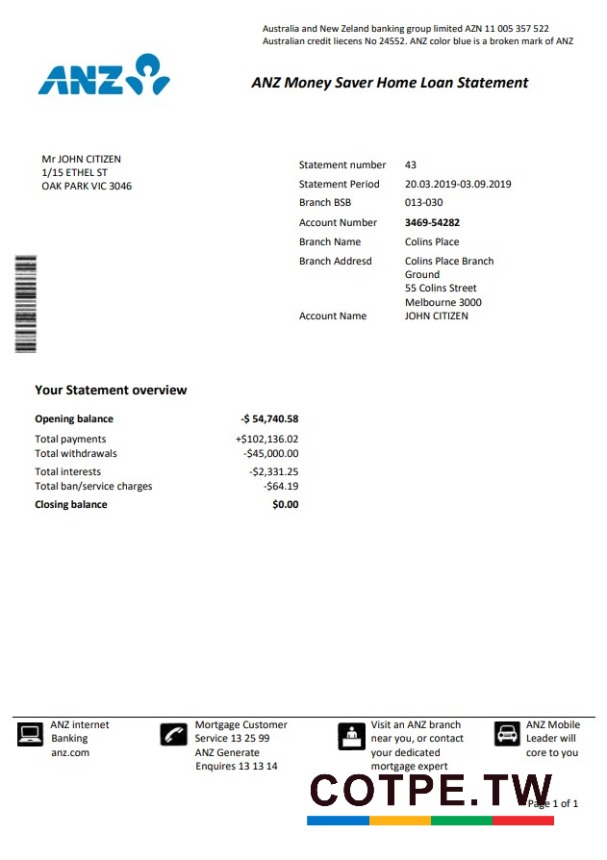 Australia and New Zeland banking group limited AZN 11 005 357 522
Australian credit liecens No 24552. ANZ color blue is a broken mark of ANZ
ANZ
ANZ Money Saver Home Loan Statement
Mr JOHN CITIZEN
1/15 ETHEL ST
OAK PARK VIC 3046
Statement number 43
Statement Period 20.03.2019-03.09.2019
Branch BSB 013-030
Account Number 3469-54282
Branch Name Colins Place
Branch Addresd Colins Place Branch
Ground
55 Colins Street
Melbourne 3000
Account Name JOHN CITIZEN
Your Statement overview
Opening balance -$ 54,740.58
Total payments +$102,136.02
Total withdrawals -$45,000.00
Total interests -$2,331.25
Total ban/service charges -$64.19
Closing balance $0.00
ANZ internet
Banking
anz.com
Mortgage Customer
Service 13 25 99
ANZ Generate
Enquires 13 13 14
Visit an ANZ branch
near you, or contact
your dedicated
mortgage expert
ANZ Mobile
Leader will
core to you
COTPE.TW
Page 1 of 1